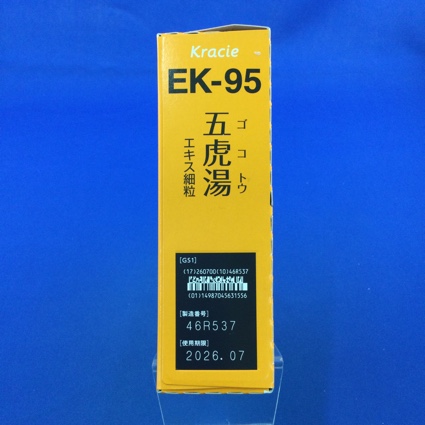 Kracie
EK-95
五虎湯
ゴコトウ
エキス細粒
[GS1]
(17)260700(10)46R537
(01)14987045631556
[製造番号]
46R537
[使用期限]
2026.07